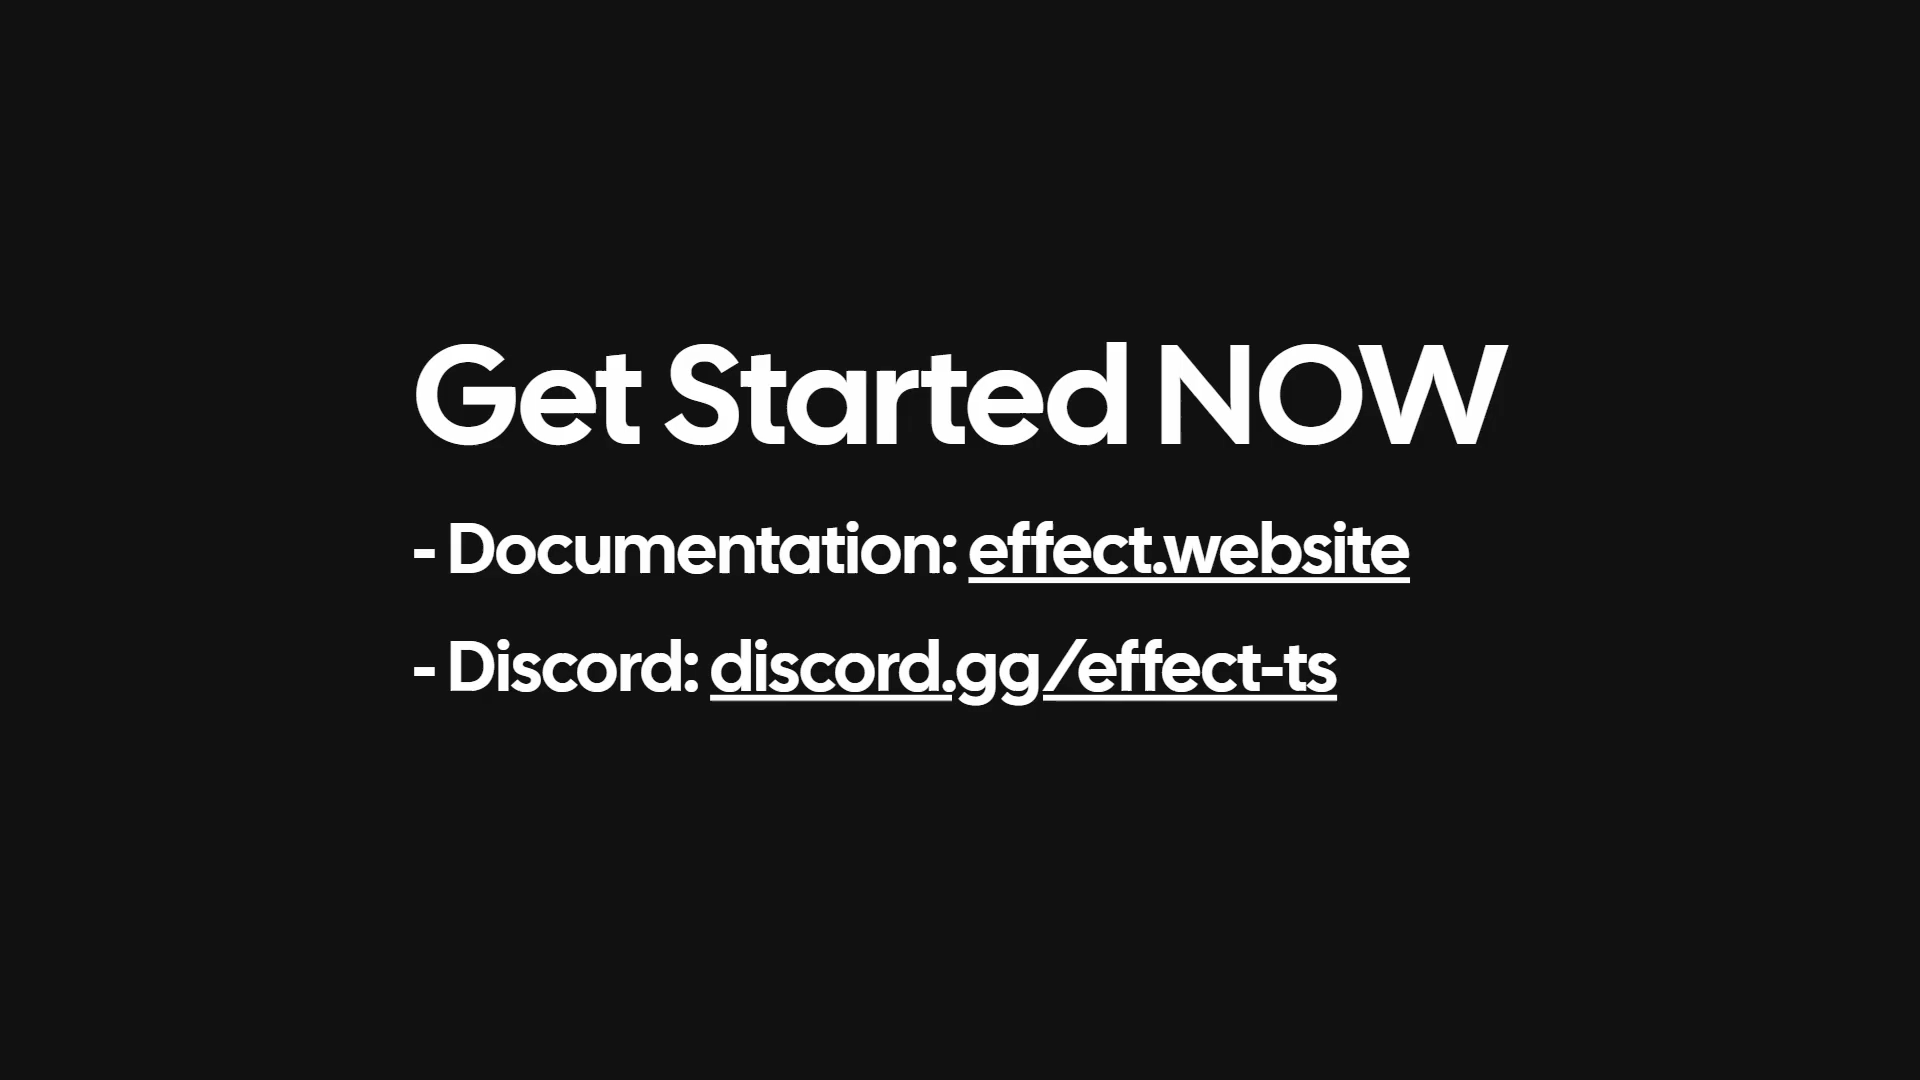 Get Started NOW
- Documentation: effect.website
- Discord: discord.gg/effect-ts